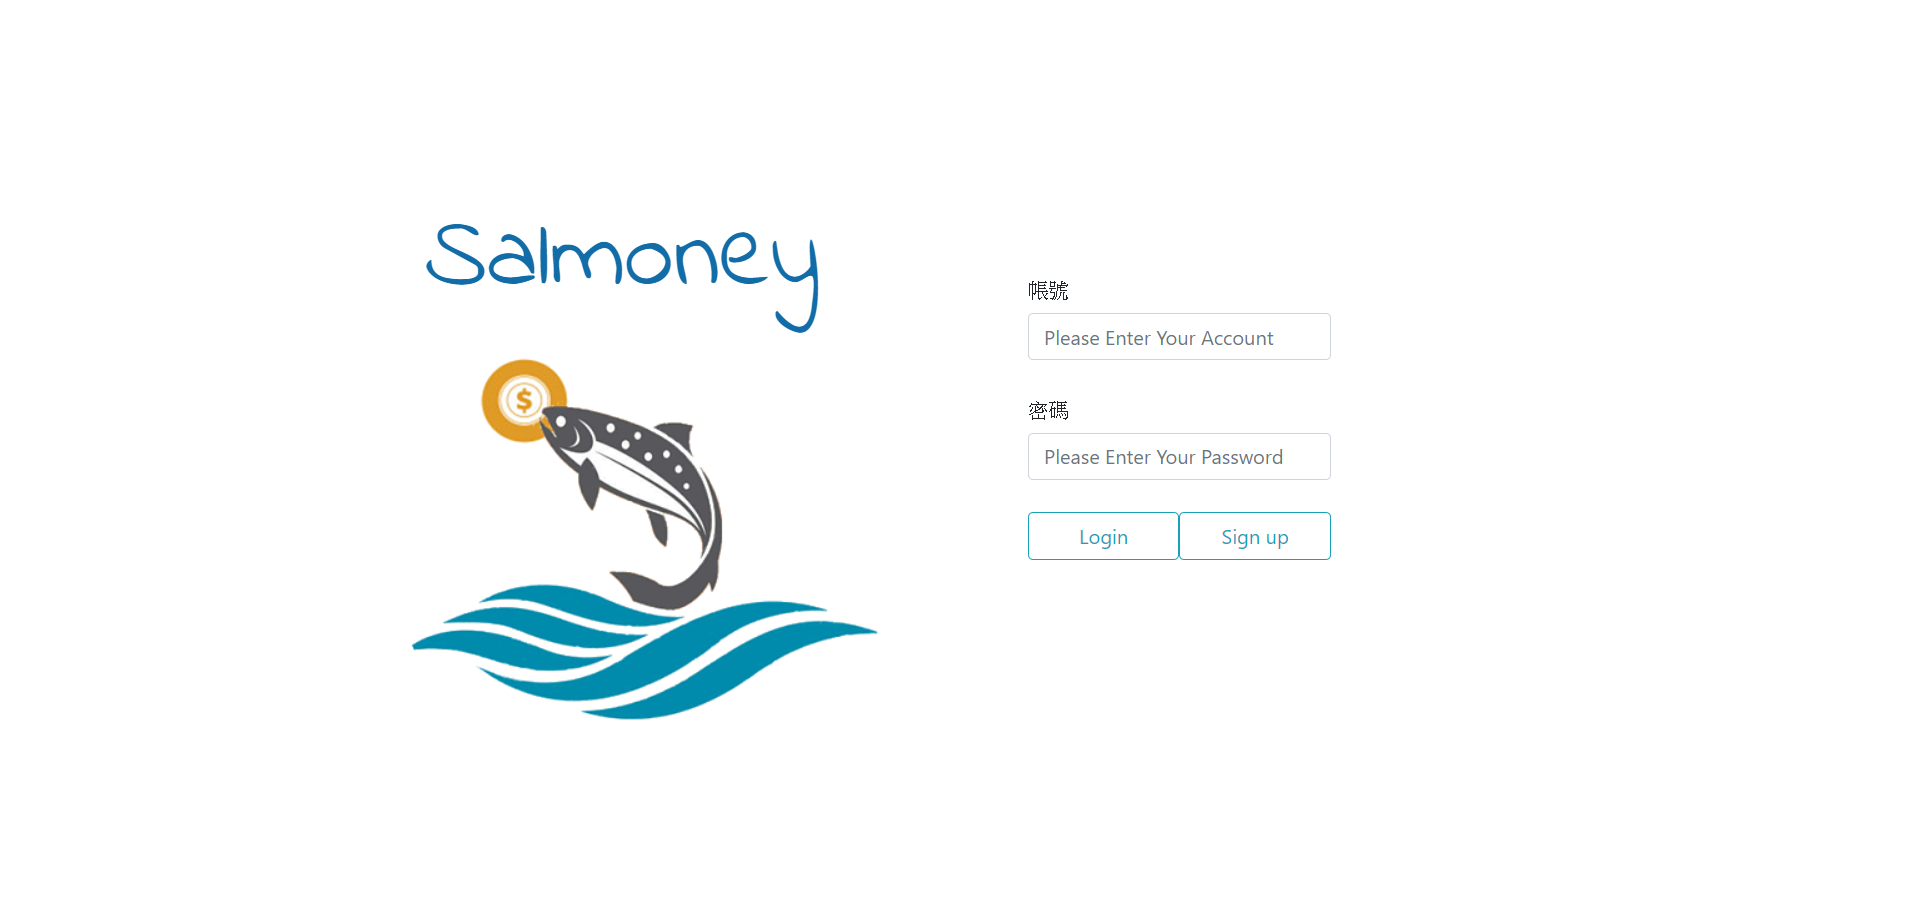 Salmoney
$
帳號
Please Enter Your Account
密碼
Please Enter Your Password
Login
Sign up